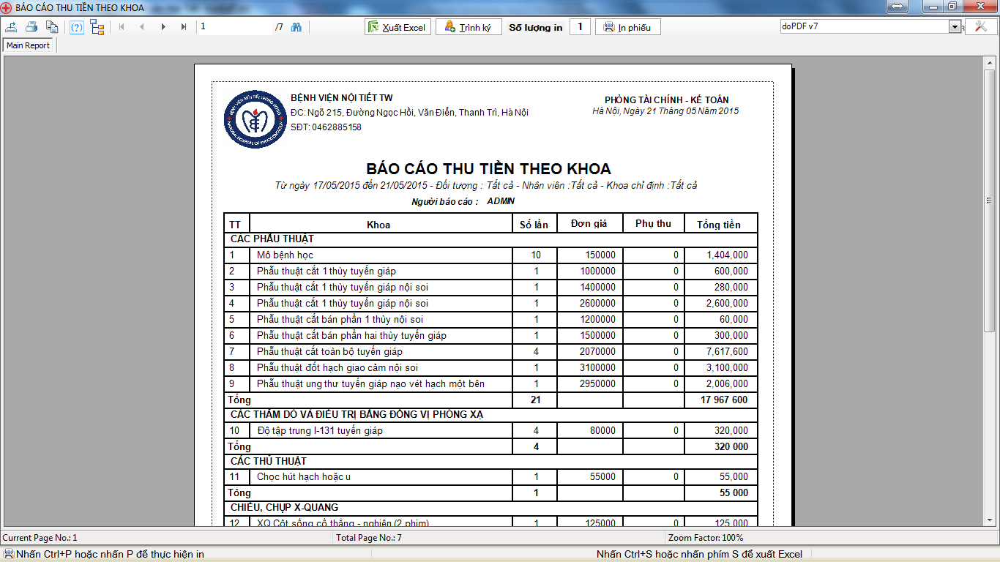 BÁO CÁO THU TIỀN THEO KHOA
1 /7 Xuất Excel Trình ký Số lượng in 1 In phiếu doPDF v7
Main Report
BỆNH VIỆN NỘI TIẾT TW
ĐC: Ngõ 215, Đường Ngọc Hồi, Văn Điển, Thanh Trì, Hà Nội
SĐT: 0462885158
PHÒNG TÀI CHÍNH - KẾ TOÁN
Hà Nội, Ngày 21 Tháng 05 Năm 2015
BÁO CÁO THU TIỀN THEO KHOA
Từ ngày 17/05/2015 đến 21/05/2015 - Đối tượng : Tất cả - Nhân viên :Tất cả - Khoa chỉ định :Tất cả
Người báo cáo : ADMIN
TT Khoa Số lần Đơn giá Phụ thu Tổng tiền
CÁC PHẪU THUẬT
1 Mô bệnh học 10 150000 0 1,404,000
2 Phẫu thuật cắt 1 thùy tuyến giáp 1 1000000 0 600,000
3 Phẫu thuật cắt 1 thùy tuyến giáp nội soi 1 1400000 0 280,000
4 Phẫu thuật cắt 1 thùy tuyến giáp nội soi 1 2600000 0 2,600,000
5 Phẫu thuật cắt bán phần 1 thùy nội soi 1 1200000 0 60,000
6 Phẫu thuật cắt bán phần hai thùy tuyến giáp 1 1500000 0 300,000
7 Phẫu thuật cắt toàn bộ tuyến giáp 4 2070000 0 7,617,600
8 Phẫu thuật đốt hạch giao cảm nội soi 1 3100000 0 3,100,000
9 Phẫu thuật ung thư tuyến giáp nạo vét hạch một bên 1 2950000 0 2,006,000
Tổng 21 17 967 600
CÁC THĂM DÒ VÀ ĐIỀU TRỊ BẰNG ĐỒNG VỊ PHÓNG XẠ
10 Độ tập trung I-131 tuyến giáp 4 80000 0 320,000
Tổng 4 320 000
CÁC THỦ THUẬT
11 Chọc hút hạch hoặc u 1 55000 0 55,000
Tổng 1 55 000
CHIẾU, CHỤP X-QUANG
12 XQ Cột sống cổ thẳng - nghiên (2 phim) 1 125000 0 125,000
Current Page No.: 1 Total Page No.: 7 Zoom Factor: 100%
Nhấn Ctrl+P hoặc nhấn P để thực hiện in Nhấn Ctrl+S hoặc nhấn phím S để xuất Excel